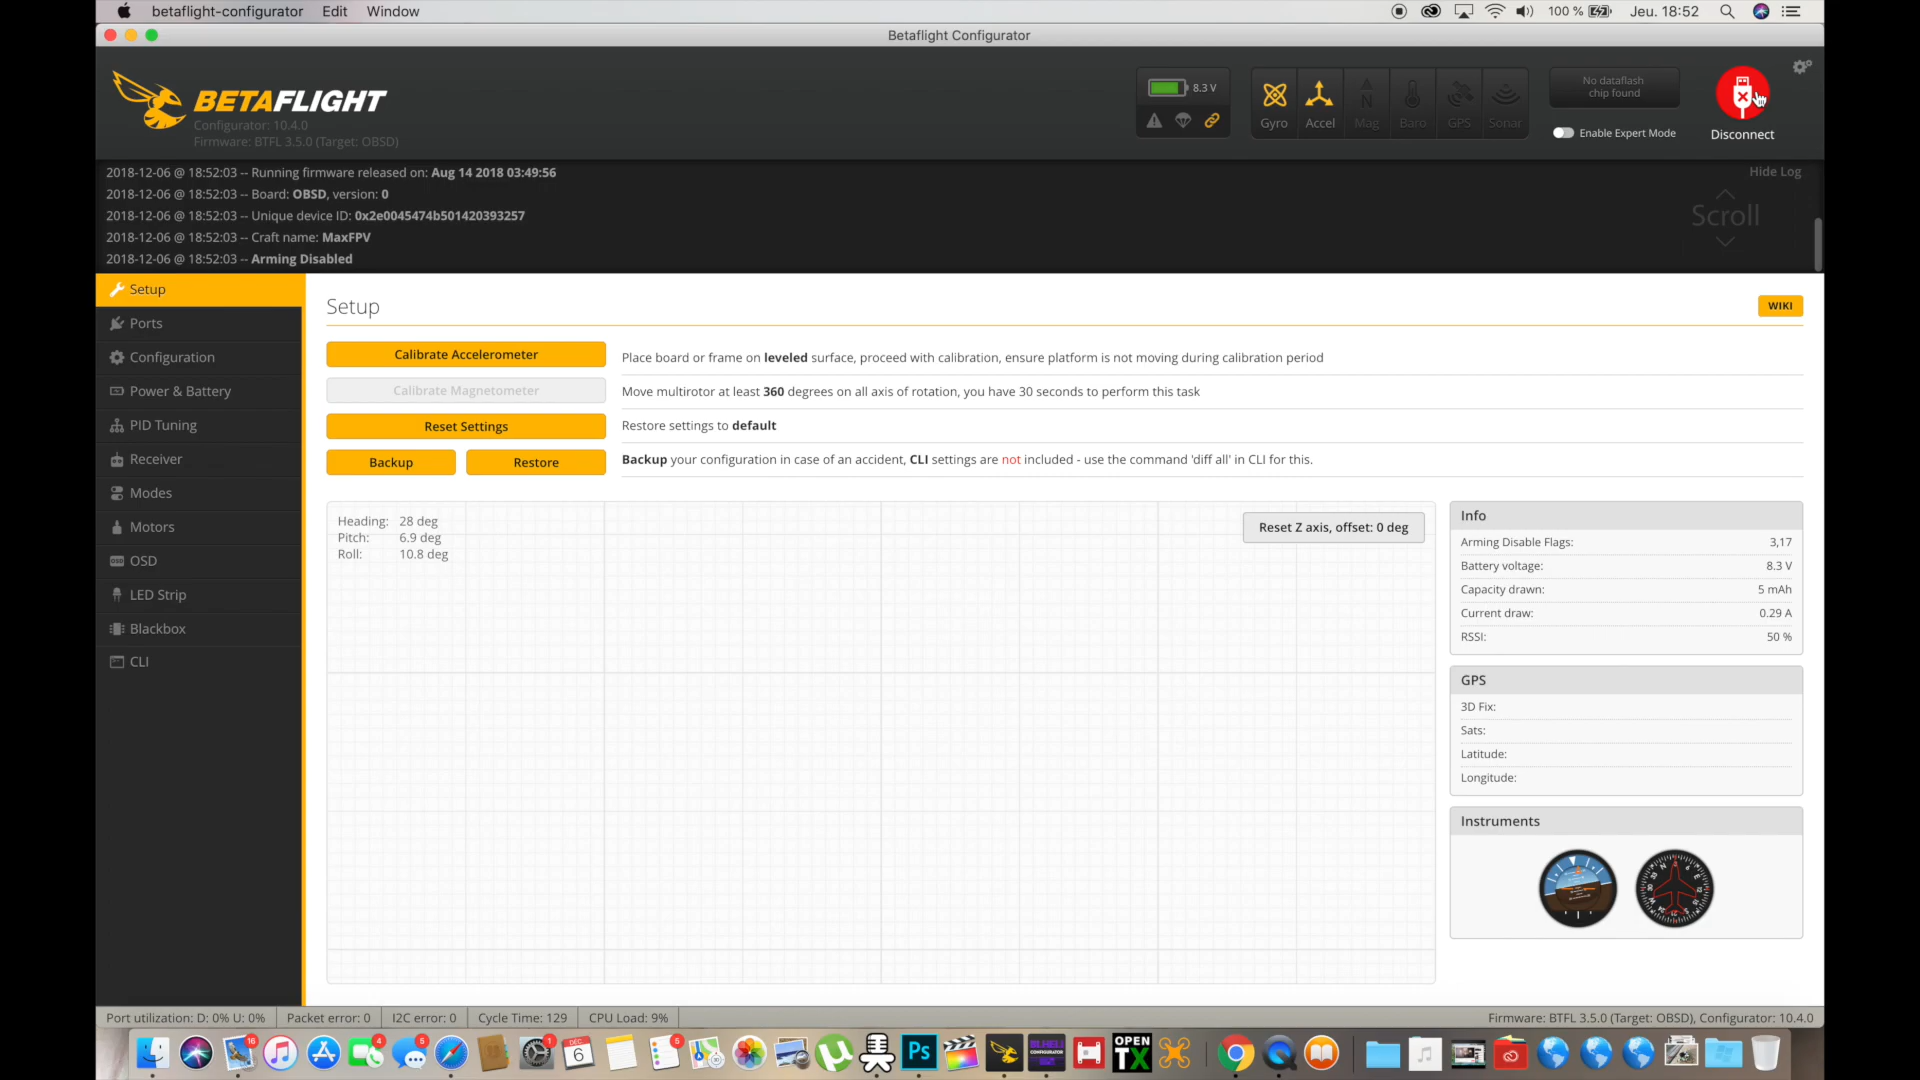 betaflight-configurator Edit Window 100 % Jeu. 18:52
Betaflight Configurator
BETAFLIGHT
Configurator: 10.4.0
Firmware: BTFL 3.5.0 (Target: OBSD)
8.3 V
Gyro Accel Mag Baro GPS Sonar
No dataflash
chip found
Enable Expert Mode
Disconnect
2018-12-06 @ 18:52:03 -- Running firmware released on: Aug 14 2018 03:49:56
2018-12-06 @ 18:52:03 -- Board: OBSD, version: 0
2018-12-06 @ 18:52:03 -- Unique device ID: 0x2e0045474b501420393257
2018-12-06 @ 18:52:03 -- Craft name: MaxFPV
2018-12-06 @ 18:52:03 -- Arming Disabled
Hide Log
Scroll
Setup
Ports
Configuration
Power & Battery
PID Tuning
Receiver
Modes
Motors
OSD
LED Strip
Blackbox
CLI
Setup
WIKI
Calibrate Accelerometer
Place board or frame on leveled surface, proceed with calibration, ensure platform is not moving during calibration period
Calibrate Magnetometer
Move multirotor at least 360 degrees on all axis of rotation, you have 30 seconds to perform this task
Reset Settings
Restore settings to default
Backup Restore
Backup your configuration in case of an accident, CLI settings are not included - use the command 'diff all' in CLI for this.
Heading: 28 deg
Pitch: 6.9 deg
Roll: 10.8 deg
Reset Z axis, offset: 0 deg
Info
Arming Disable Flags: 3,17
Battery voltage: 8.3 V
Capacity drawn: 5 mAh
Current draw: 0.29 A
RSSI: 50 %
GPS
3D Fix:
Sats:
Latitude:
Longitude:
Instruments
Port utilization: D: 0% U: 0% Packet error: 0 I2C error: 0 Cycle Time: 129 CPU Load: 9% Firmware: BTFL 3.5.0 (Target: OBSD), Configurator: 10.4.0
16 4 5 1 DEC 6 5 Ps BLHELI CONFIGURATOR OPEN TX